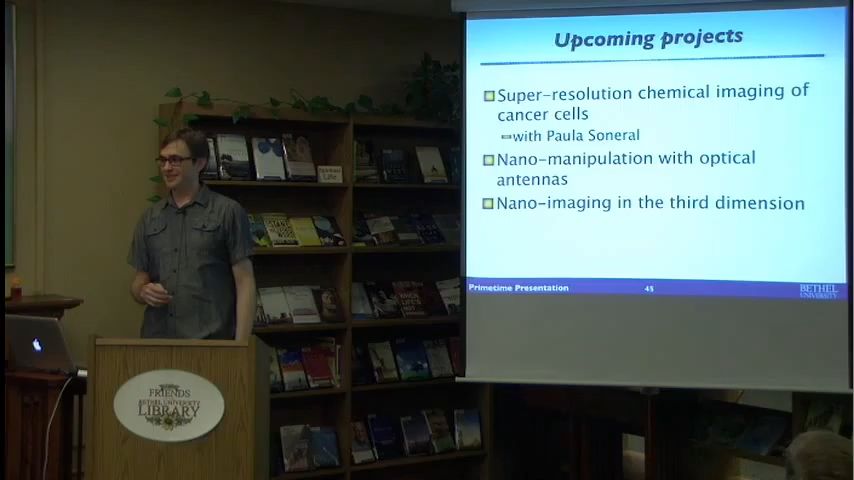 Upcoming projects
Super-resolution chemical imaging of
cancer cells
with Paula Soneral
Nano-manipulation with optical
antennas
Nano-imaging in the third dimension
Primetime Presentation
45
BETHEL
UNIVERSITY
FRIENDS
BETHEL UNIVERSITY
LIBRARY